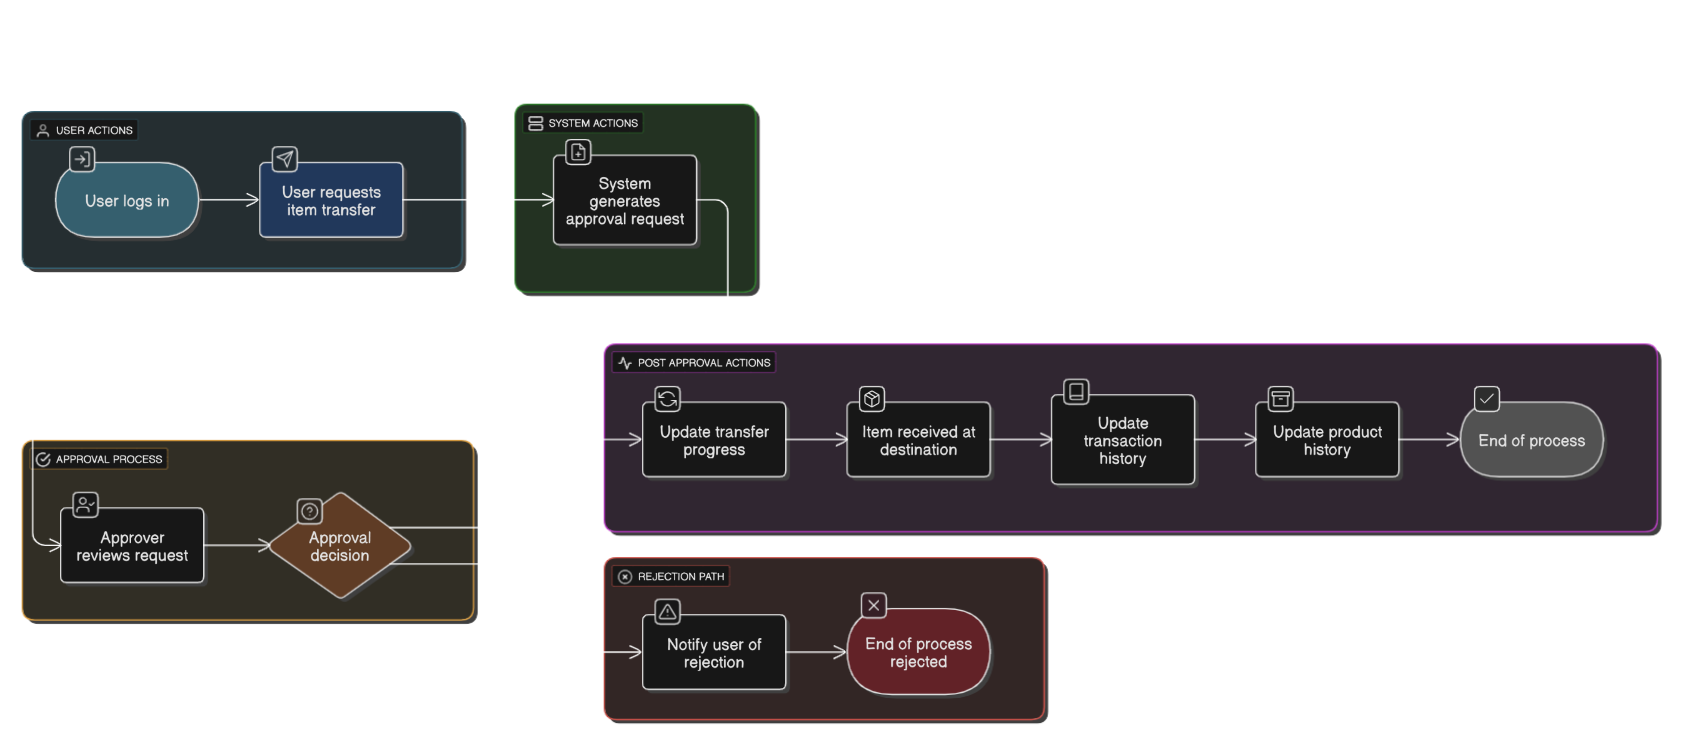 USER ACTIONS
User logs in
User requests
item transfer
SYSTEM ACTIONS
System
generates
approval request
POST APPROVAL ACTIONS
Update transfer
progress
Item received at
destination
Update
transaction
history
Update product
history
End of process
APPROVAL PROCESS
Approver
reviews request
Approval
decision
REJECTION PATH
Notify user of
rejection
End of process
rejected